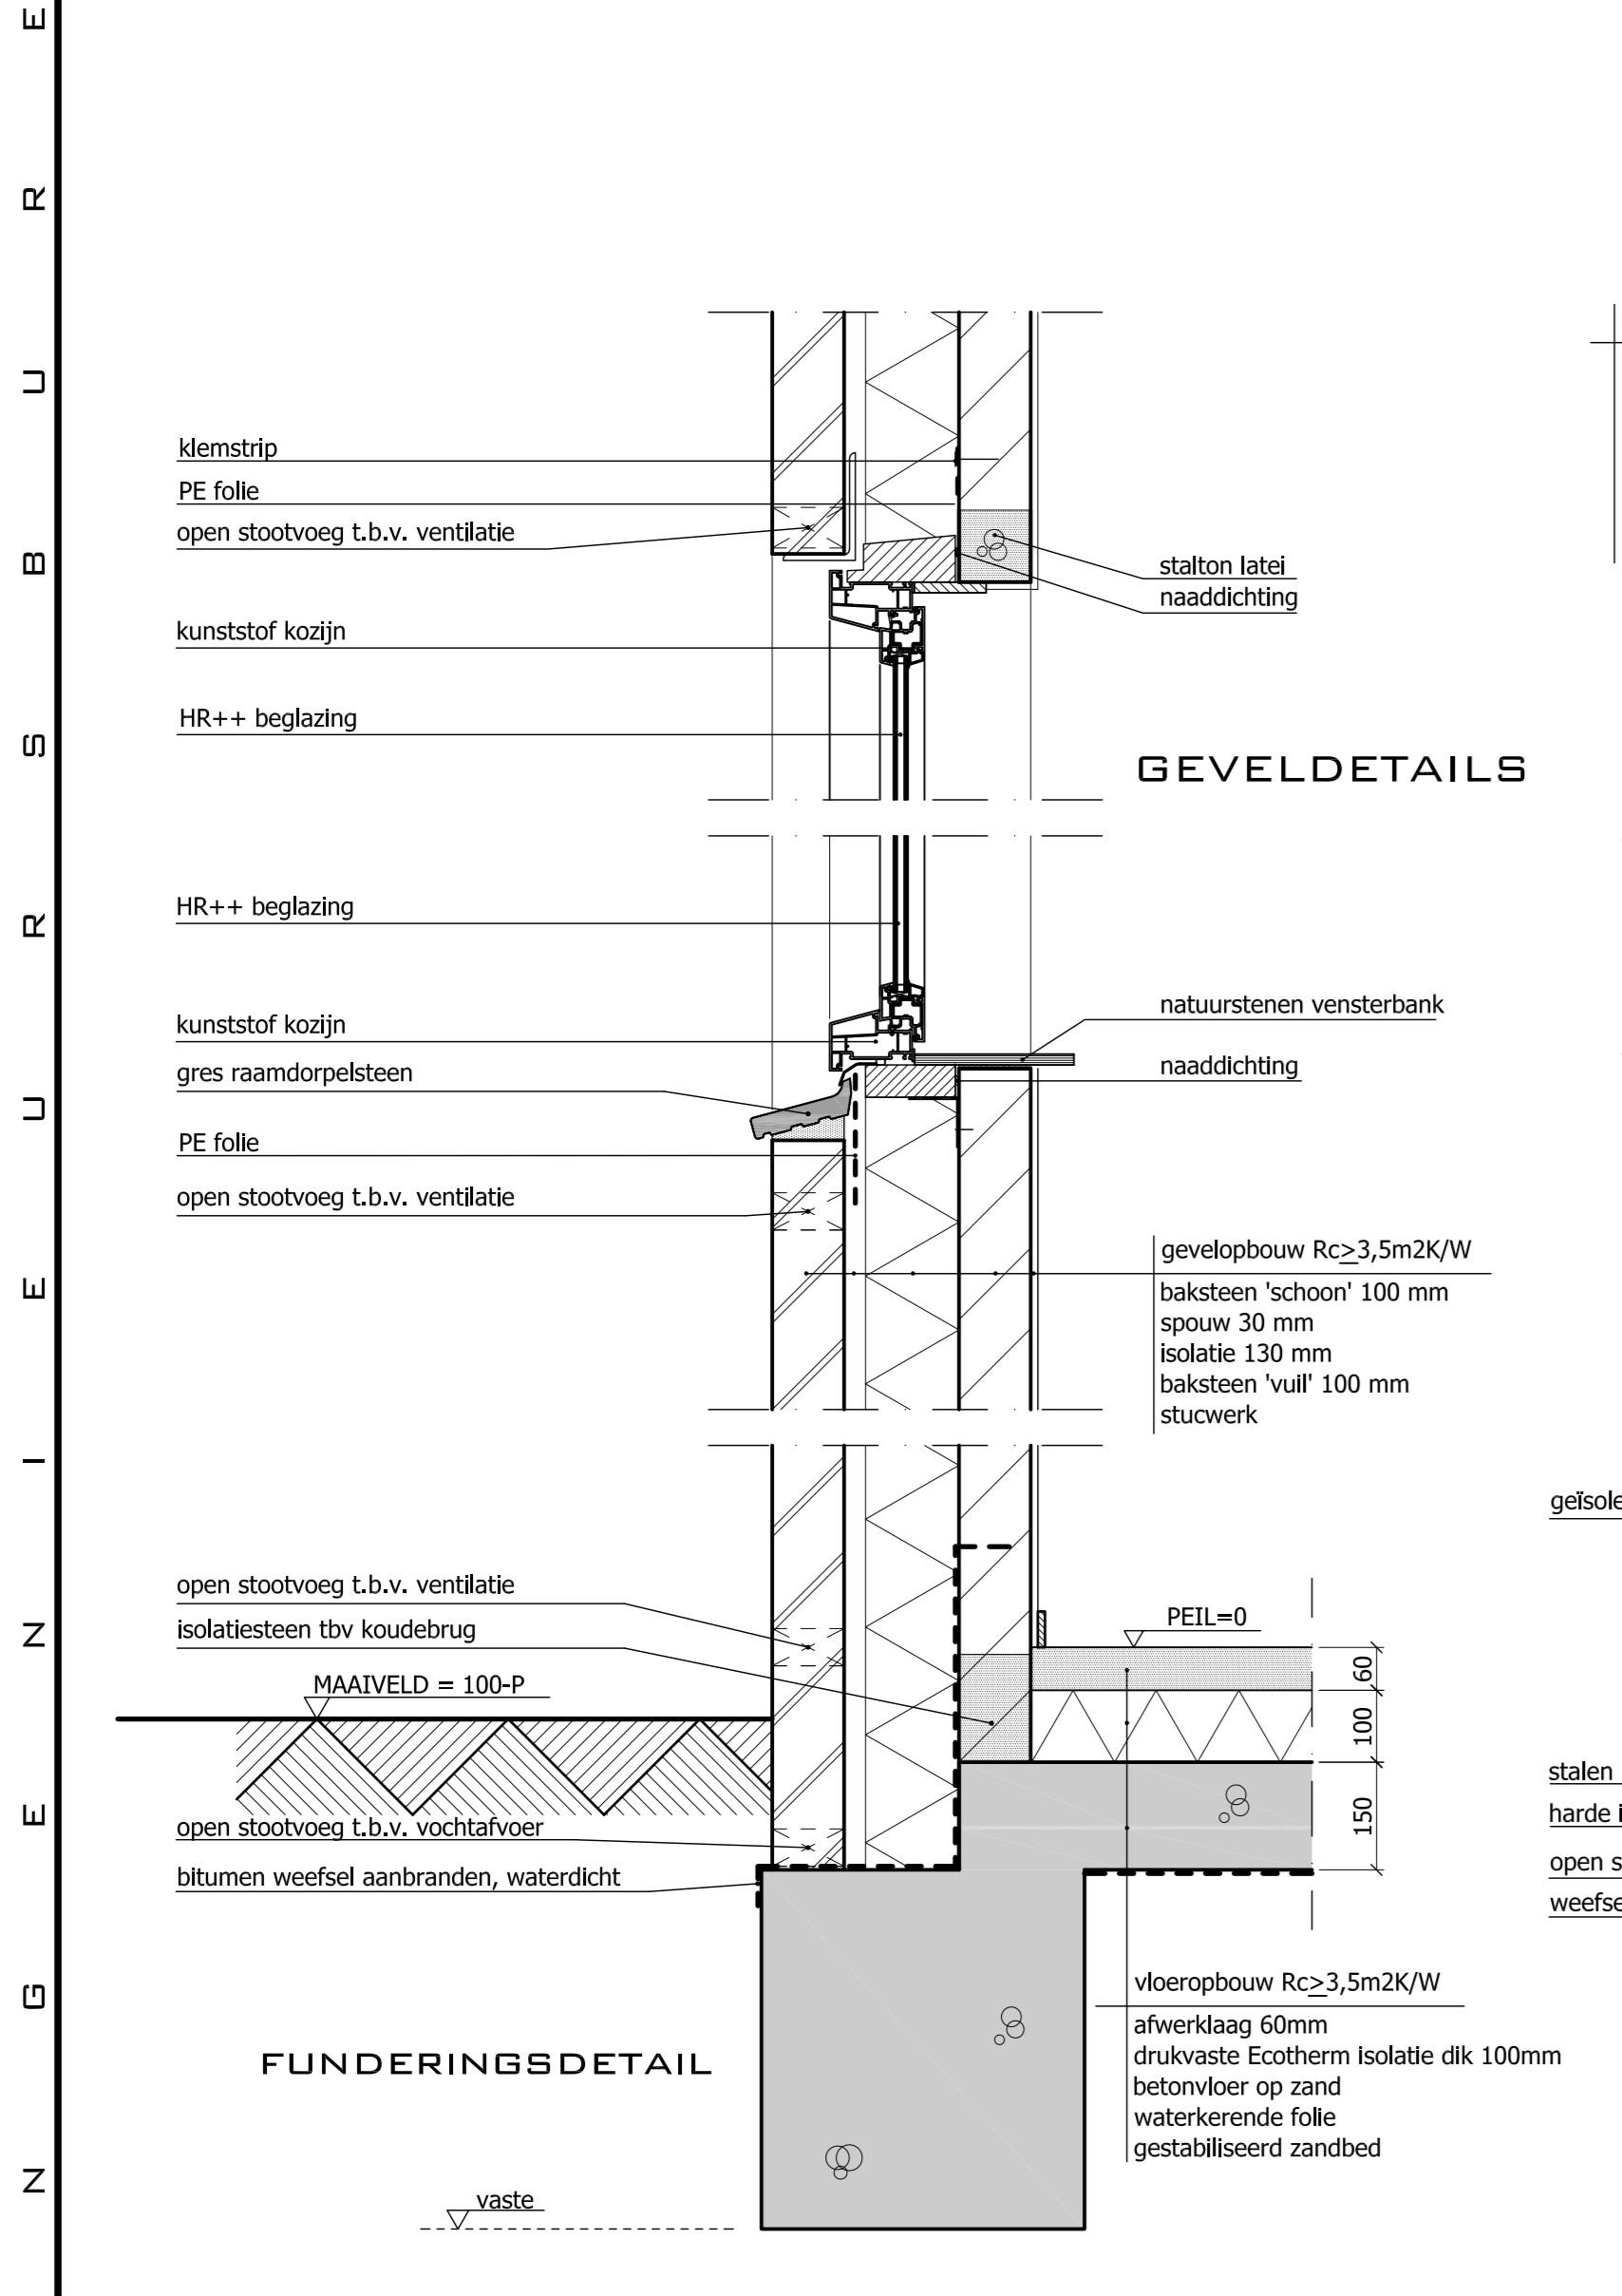 klemstrip
PE folie
open stootvoeg t.b.v. ventilatie
stalton latei
naaddichting
kunststof kozijn
HR++ beglazing
GEVELDETAILS
HR++ beglazing
kunststof kozijn
natuurstenen vensterbank
gres raamdorpelsteen
naaddichting
PE folie
open stootvoeg t.b.v. ventilatie
gevelopbouw Rc≥3,5m2K/W
baksteen 'schoon' 100 mm
spouw 30 mm
isolatie 130 mm
baksteen 'vuil' 100 mm
stucwerk
geïsole
open stootvoeg t.b.v. ventilatie
isolatiesteen tbv koudebrug
PEIL=0
MAAIVELD = 100-P
60
100
150
stalen
harde i
open s
weefse
open stootvoeg t.b.v. vochtafvoer
bitumen weefsel aanbranden, waterdicht
vloeropbouw Rc≥3,5m2K/W
afwerklaag 60mm
drukvaste Ecotherm isolatie dik 100mm
betonvloer op zand
waterkerende folie
gestabiliseerd zandbed
FUNDERINGSDETAIL
vaste
N G E N I E U R S B U R E